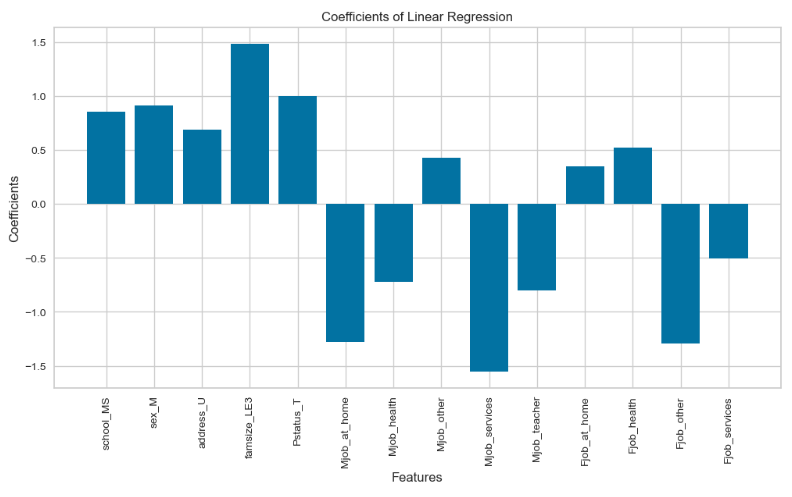 Coefficients of Linear Regression
Coefficients
1.5
1.0
0.5
0.0
−0.5
−1.0
−1.5
school_MS
sex_M
address_U
famsize_LE3
Pstatus_T
Mjob_at_home
Mjob_health
Mjob_other
Mjob_services
Mjob_teacher
Fjob_at_home
Fjob_health
Fjob_other
Fjob_services
Features